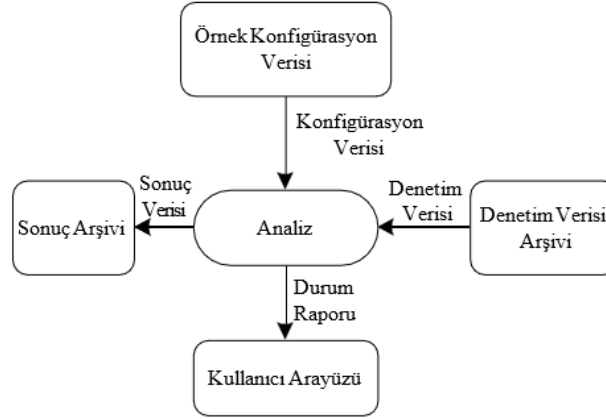 Örnek Konfigürasyon
Verisi
Konfigürasyon
Verisi
Sonuç
Verisi
Denetim
Verisi
Sonuç Arşivi
Analiz
Denetim Verisi
Arşivi
Durum
Raporu
Kullanıcı Arayüzü